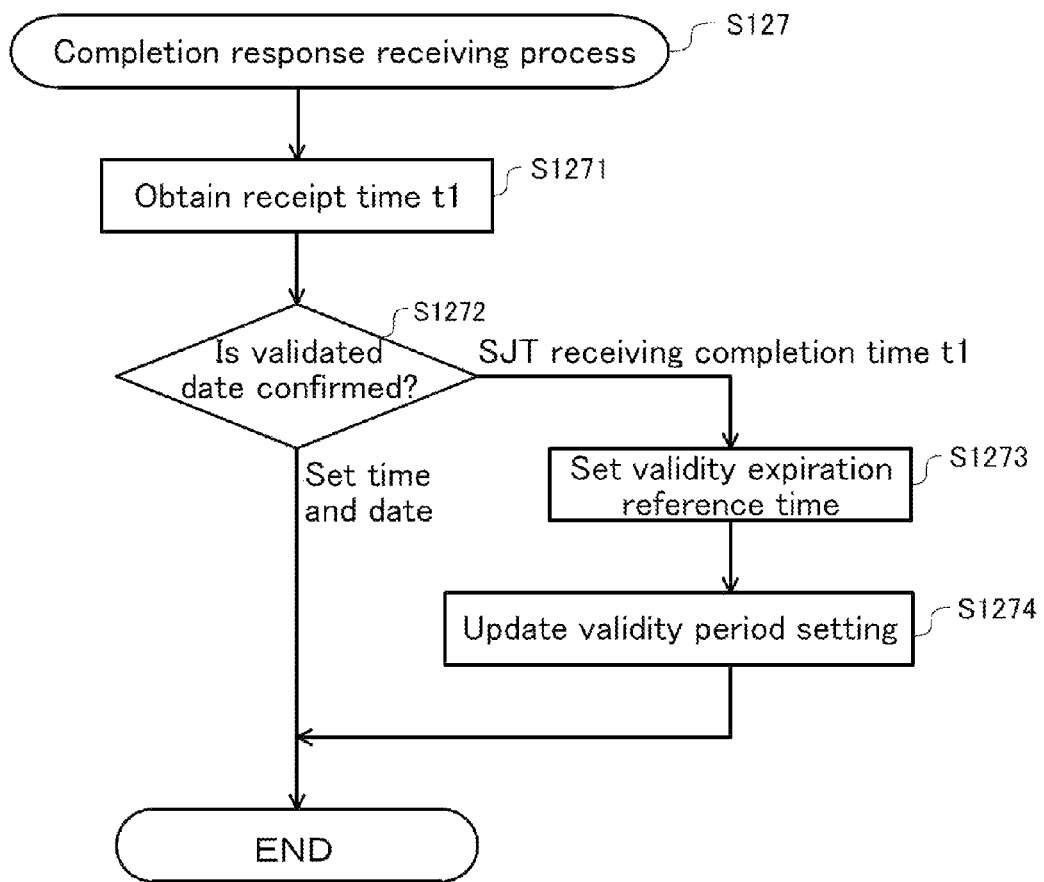 S127
Completion response receiving process
S1271
Obtain receipt time t1
S1272
Is validated
date confirmed?
SJT receiving completion time t1
Set time
and date
S1273
Set validity expiration
reference time
S1274
Update validity period setting
END